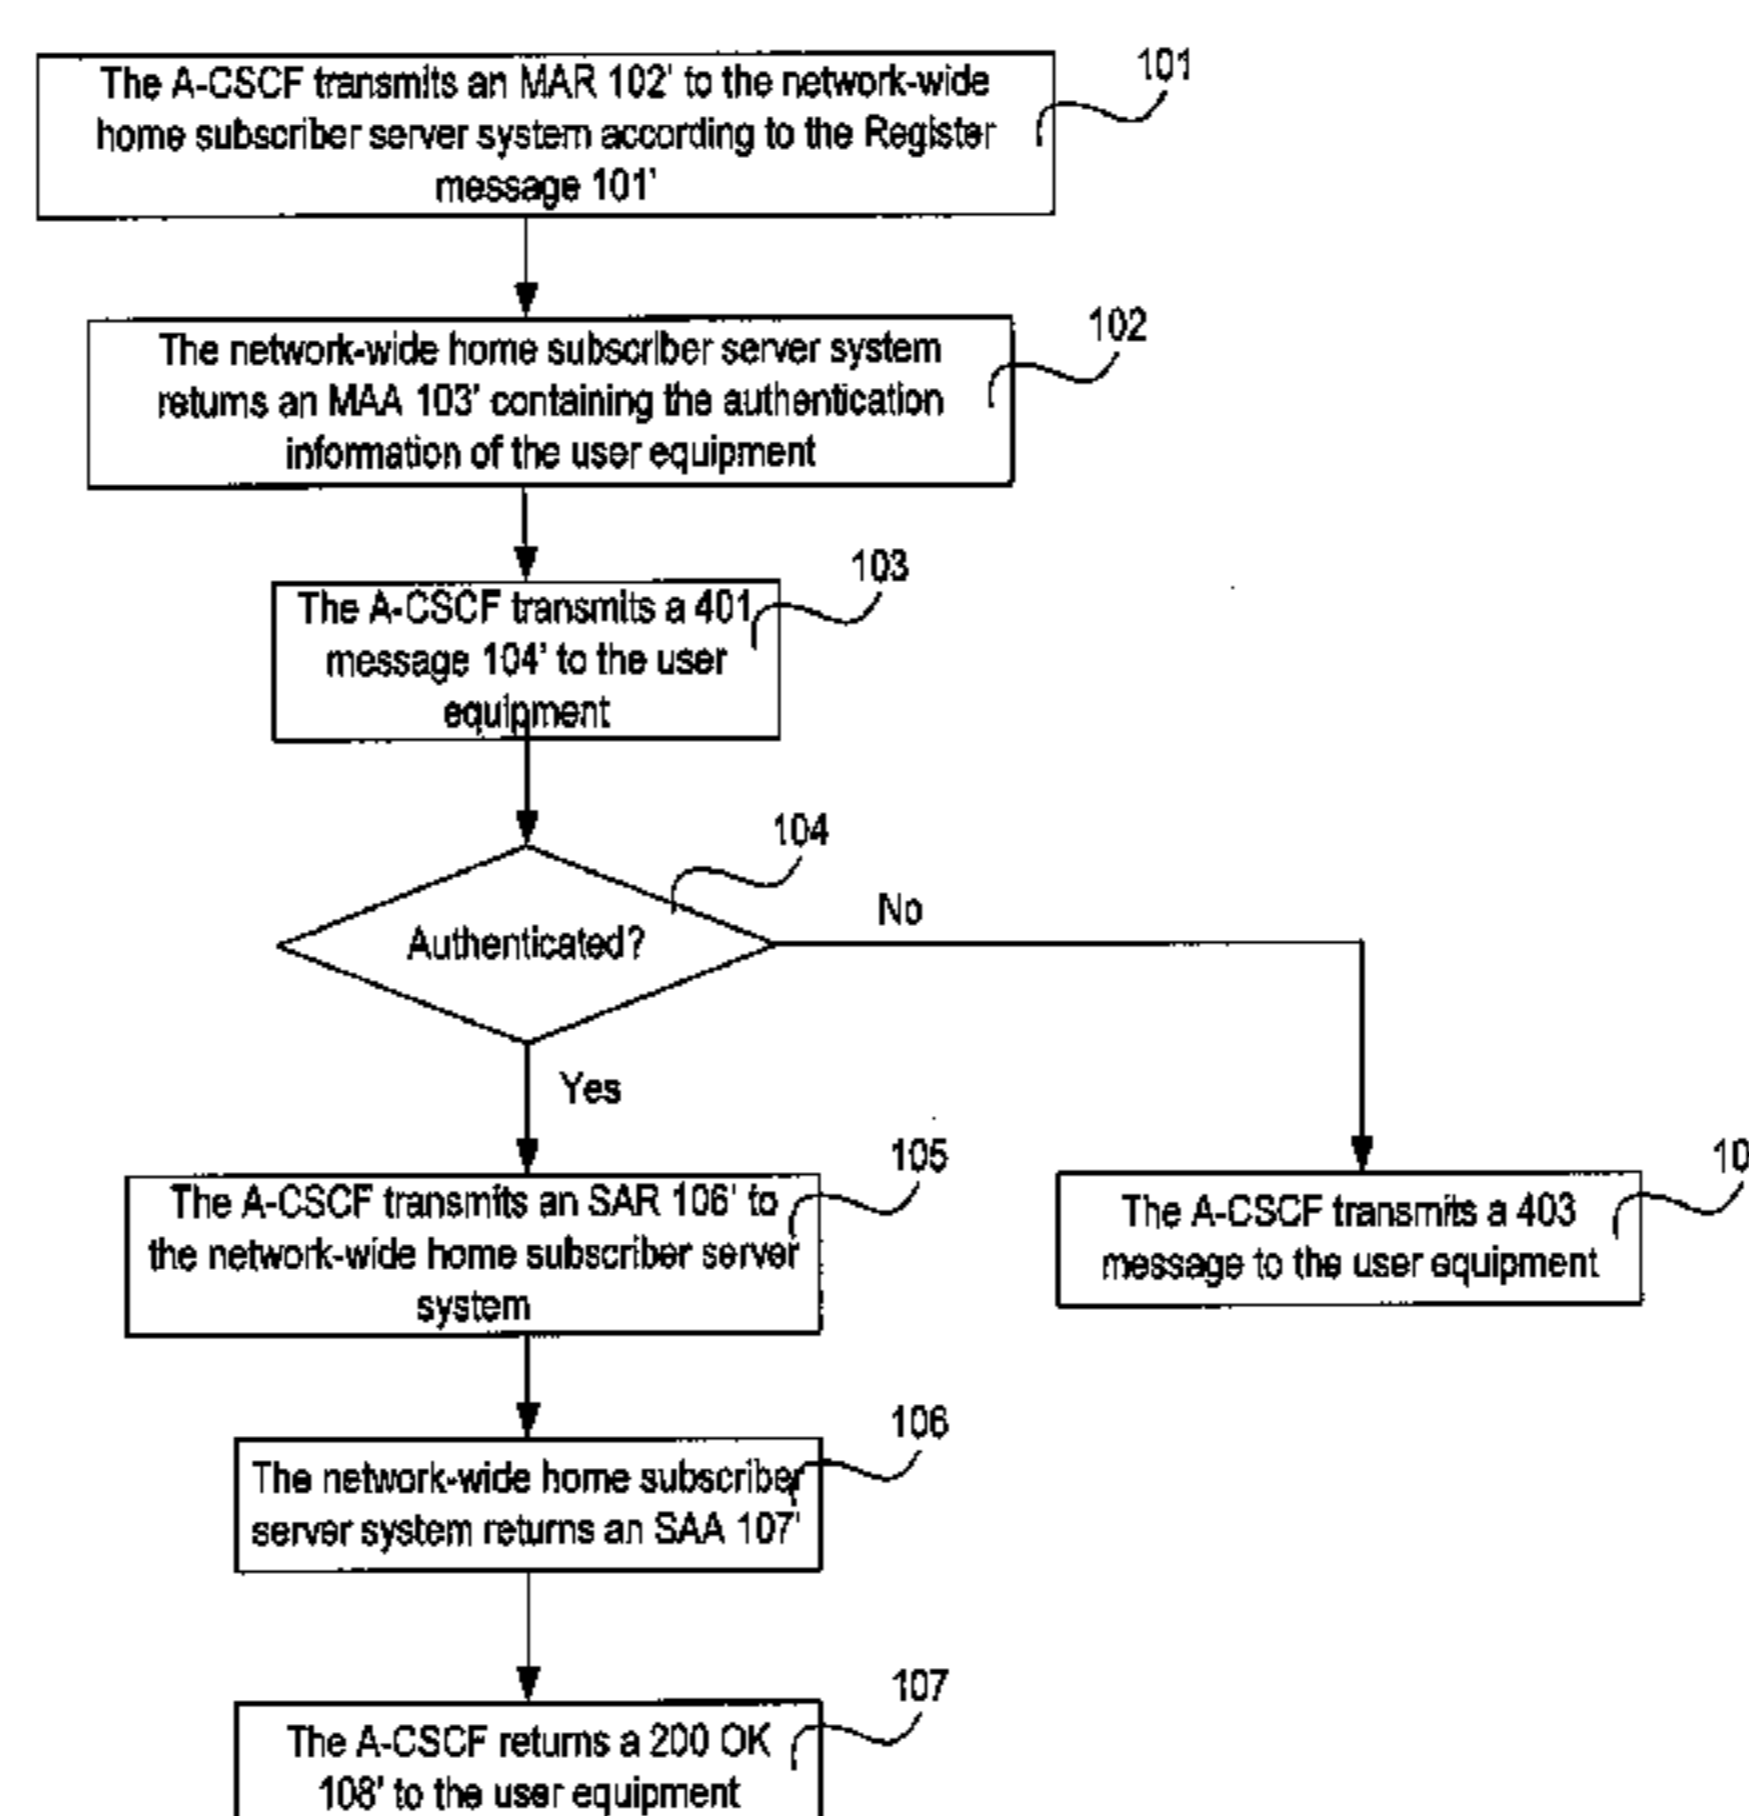 101
The A-CSCF transmits an MAR 102' to the network-wide
home subscriber server system according to the Register
message 101'
102
The network-wide home subscriber server system
returns an MAA 103' containing the authentication
information of the user equipment
103
The A-CSCF transmits a 401
message 104' to the user
equipment
104
Authenticated?
No
Yes
105
The A-CSCF transmits an SAR 106' to
the network-wide home subscriber server
system
The A-CSCF transmits a 403
message to the user equipment
106
The network-wide home subscriber
server system returns an SAA 107'
107
The A-CSCF returns a 200 OK
108' to the user equipment